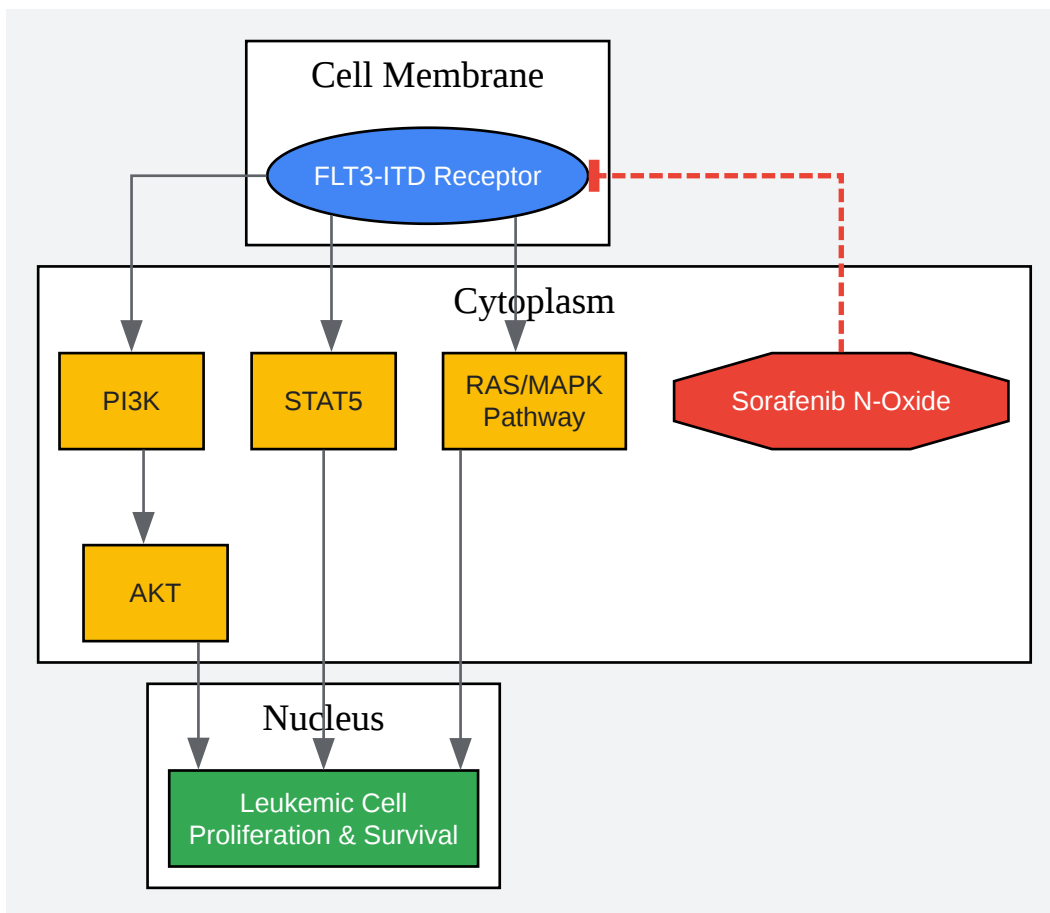 Cell Membrane
FLT3-ITD Receptor
Cytoplasm
PI3K
STAT5
RAS/MAPK
Pathway
Sorafenib N-Oxide
AKT
Nucleus
Leukemic Cell
Proliferation & Survival